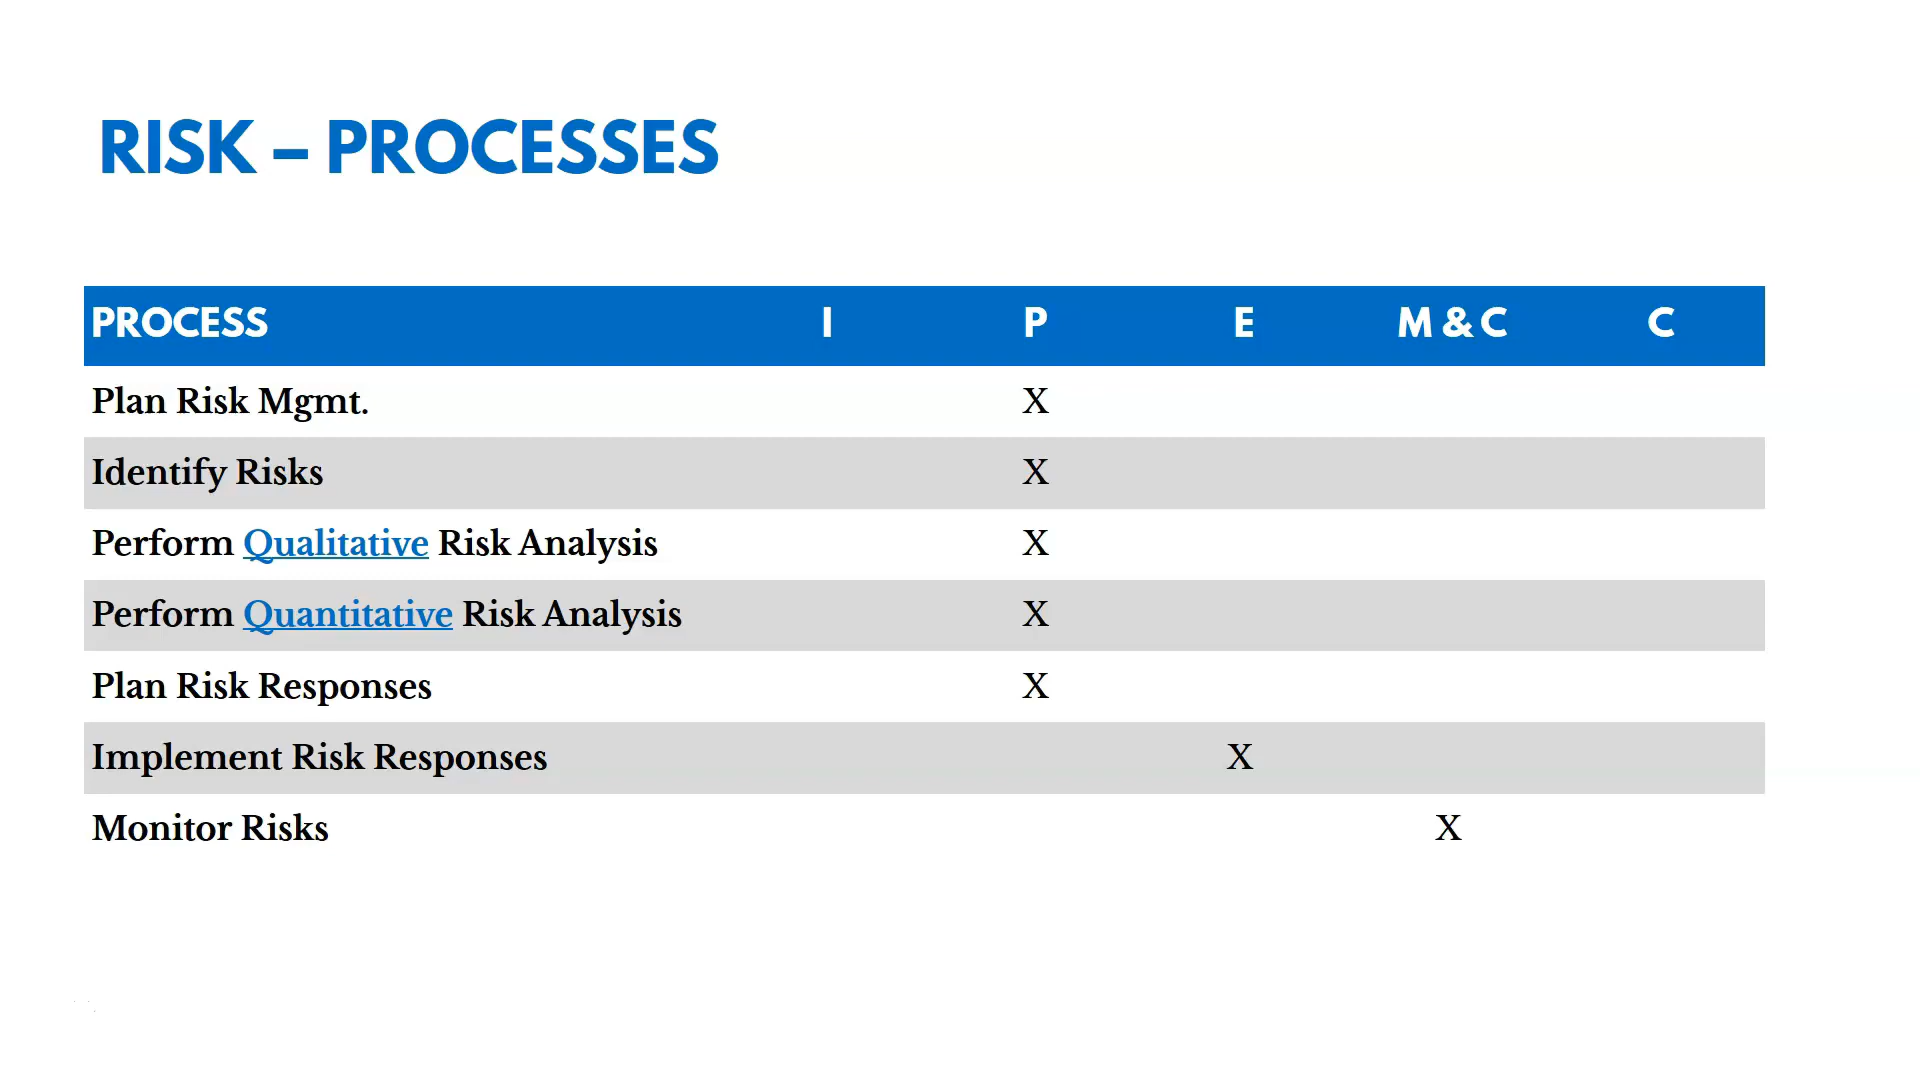 RISK – PROCESSES
PROCESS I P E M & C C
Plan Risk Mgmt. X
Identify Risks X
Perform Qualitative Risk Analysis X
Perform Quantitative Risk Analysis X
Plan Risk Responses X
Implement Risk Responses X
Monitor Risks X